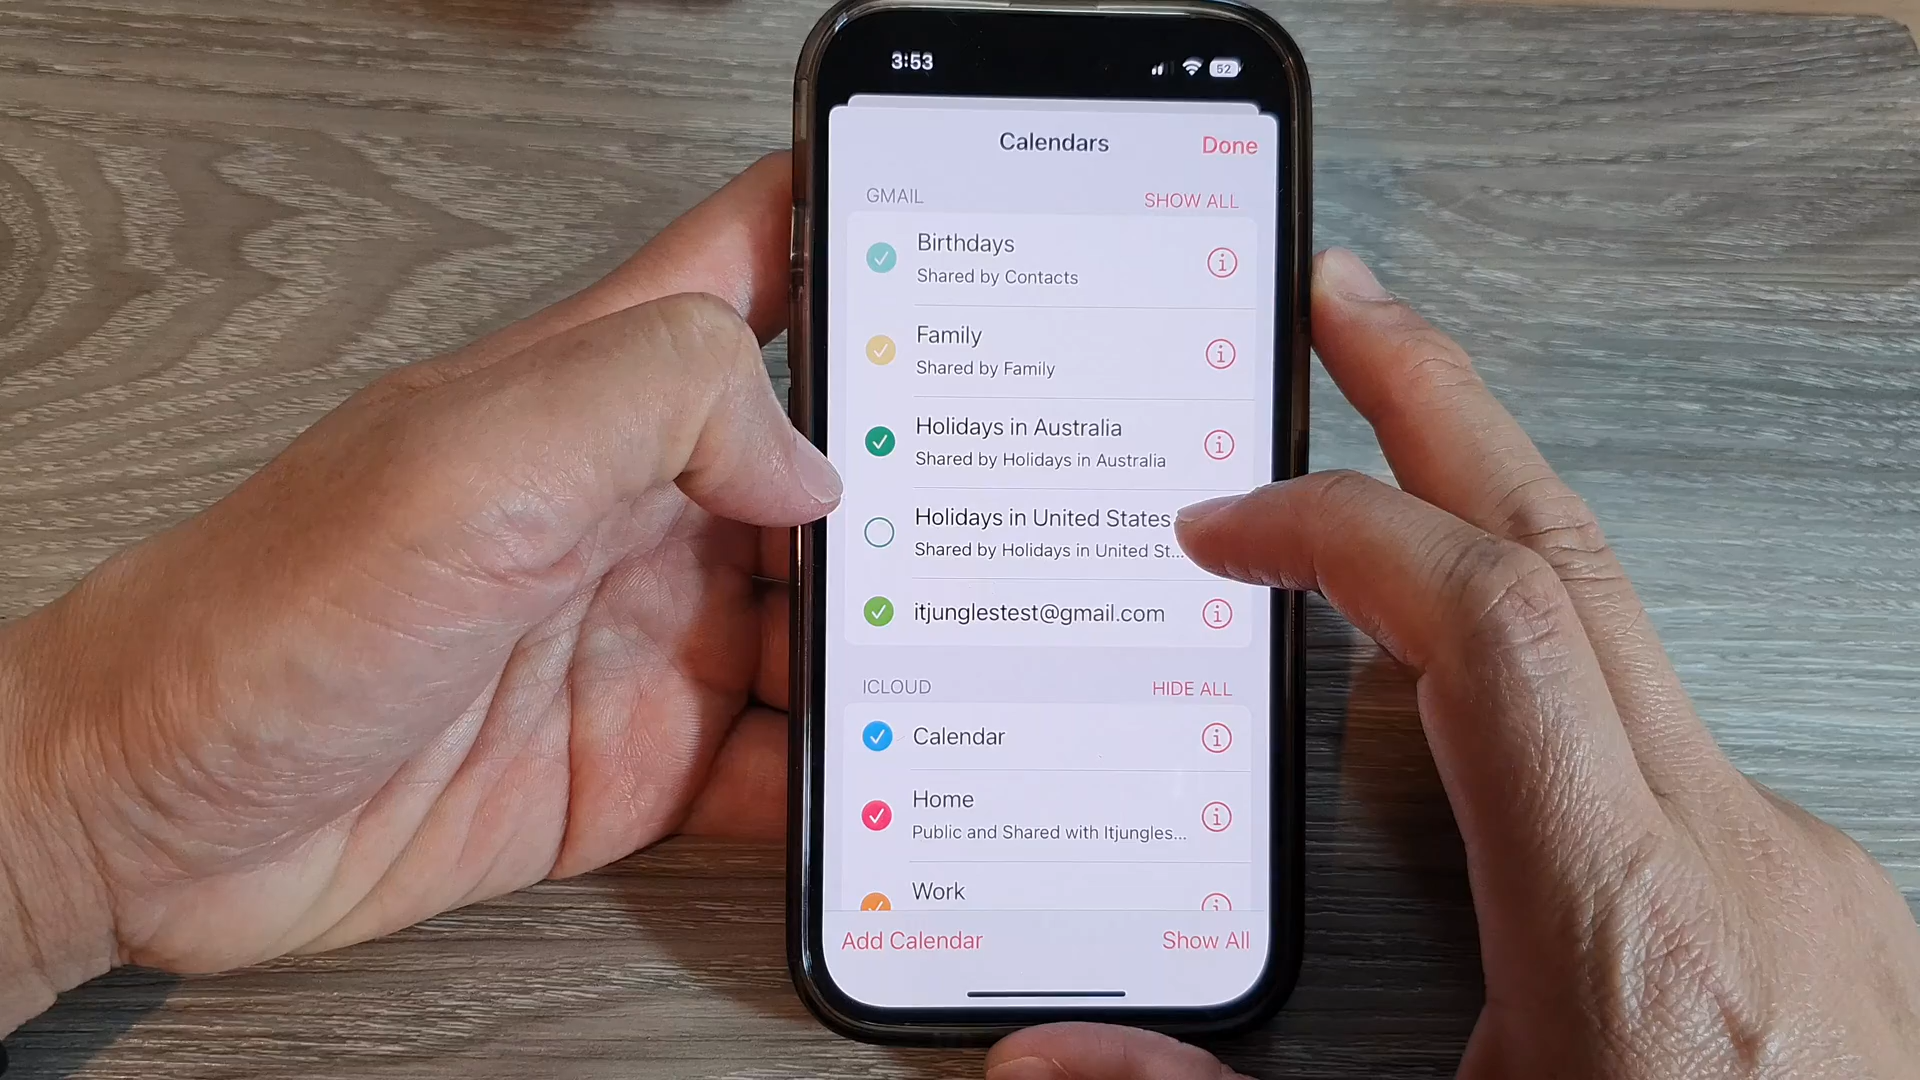 3:53
52
Calendars
Done
GMAIL
SHOW ALL
Birthdays
Shared by Contacts
Family
Shared by Family
Holidays in Australia
Shared by Holidays in Australia
Holidays in United States
Shared by Holidays in United St...
itjunglestest@gmail.com
ICLOUD
HIDE ALL
Calendar
Home
Public and Shared with Itjungles...
Work
Add Calendar
Show All